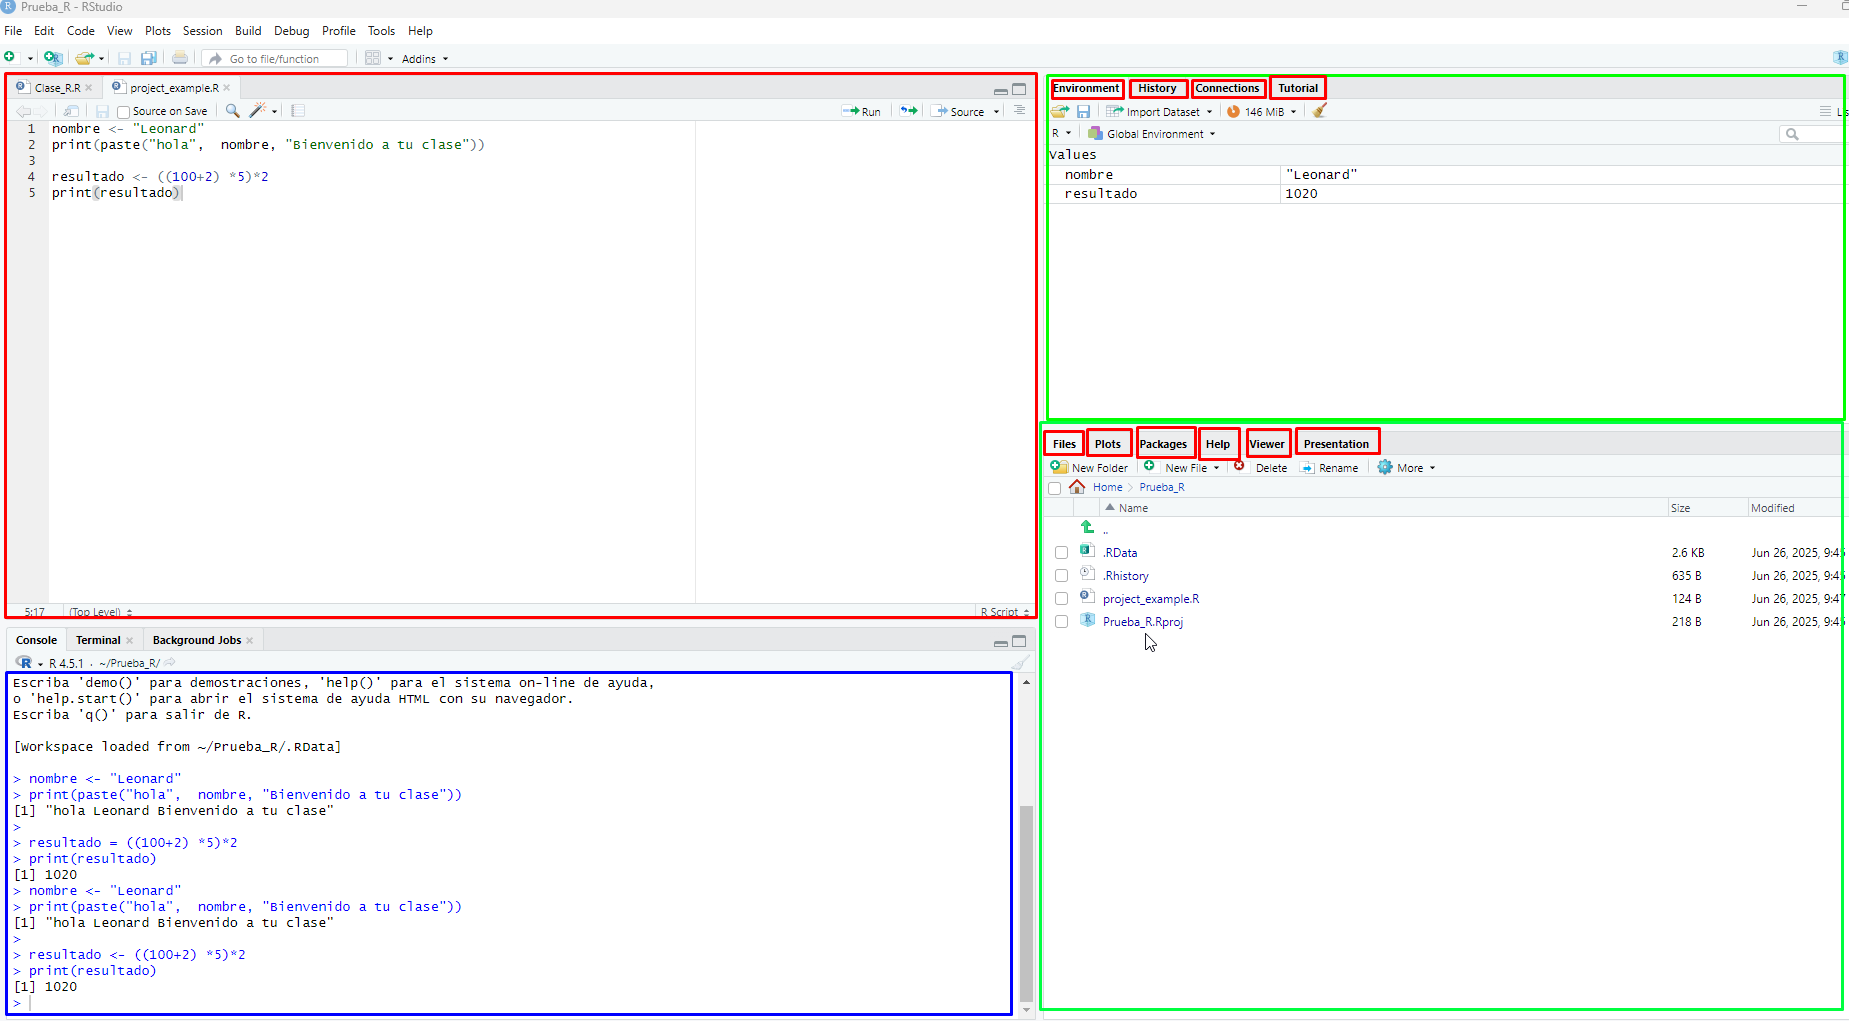 Prueba_R - RStudio
File Edit Code View Plots Session Build Debug Profile Tools Help
Go to file/function Addins
Clase_R.R project_example.R
Source on Save Run Source
1 nombre <- "Leonard"
2 print(paste("hola",  nombre, "Bienvenido a tu clase"))
3
4 resultado <- ((100+2) *5)*2
5 print(resultado)
5:17 (Top Level) R Script
Console Terminal Background Jobs
R 4.5.1 · ~/Prueba_R/
Escriba 'demo()' para demostraciones, 'help()' para el sistema on-line de ayuda,
o 'help.start()' para abrir el sistema de ayuda HTML con su navegador.
Escriba 'q()' para salir de R.
[Workspace loaded from ~/Prueba_R/.RData]
> nombre <- "Leonard"
> print(paste("hola",  nombre, "Bienvenido a tu clase"))
[1] "hola Leonard Bienvenido a tu clase"
>
> resultado = ((100+2) *5)*2
> print(resultado)
[1] 1020
> nombre <- "Leonard"
> print(paste("hola",  nombre, "Bienvenido a tu clase"))
[1] "hola Leonard Bienvenido a tu clase"
>
> resultado <- ((100+2) *5)*2
> print(resultado)
[1] 1020
>
Environment History Connections Tutorial
Import Dataset 146 MiB
R Global Environment
Values
nombre "Leonard"
resultado 1020
Files Plots Packages Help Viewer Presentation
New Folder New File Delete Rename More
Home Prueba_R
Name Size Modified
..
.RData 2.6 KB Jun 26, 2025,
.Rhistory 635 B Jun 26, 2025,
project_example.R 124 B Jun 26, 2025,
Prueba_R.Rproj 218 B Jun 26, 2025,